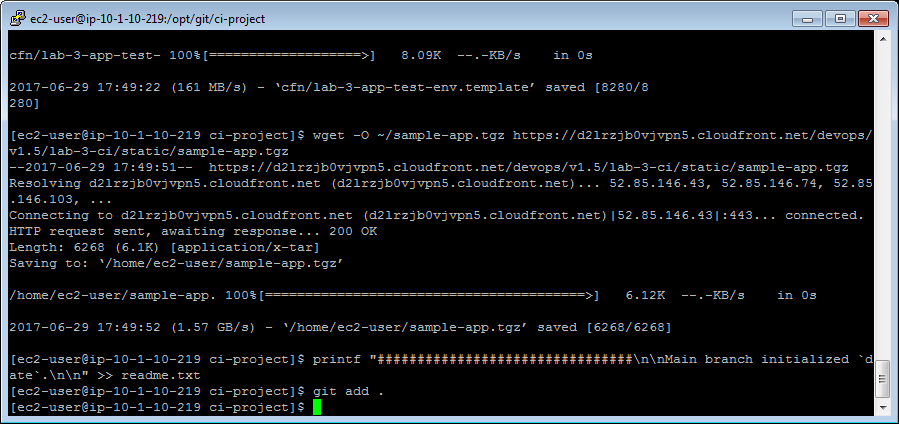 ec2-user@ip-10-1-10-219:/opt/git/ci-project
cfn/lab-3-app-test- 100%[===================>]   8.09K  --.-KB/s    in 0s
2017-06-29 17:49:22 (161 MB/s) - ‘cfn/lab-3-app-test-env.template’ saved [8280/8
280]
[ec2-user@ip-10-1-10-219 ci-project]$ wget -O ~/sample-app.tgz https://d2lrzjb0vjvpn5.cloudfront.net/devops/
v1.5/lab-3-ci/static/sample-app.tgz
--2017-06-29 17:49:51--  https://d2lrzjb0vjvpn5.cloudfront.net/devops/v1.5/lab-3-ci/static/sample-app.tgz
Resolving d2lrzjb0vjvpn5.cloudfront.net (d2lrzjb0vjvpn5.cloudfront.net)... 52.85.146.43, 52.85.146.74, 52.85
.146.103, ...
Connecting to d2lrzjb0vjvpn5.cloudfront.net (d2lrzjb0vjvpn5.cloudfront.net)|52.85.146.43|:443... connected.
HTTP request sent, awaiting response... 200 OK
Length: 6268 (6.1K) [application/x-tar]
Saving to: ‘/home/ec2-user/sample-app.tgz’
/home/ec2-user/sample-app. 100%[========================================>]   6.12K  --.-KB/s    in 0s
2017-06-29 17:49:52 (1.57 GB/s) - ‘/home/ec2-user/sample-app.tgz’ saved [6268/6268]
[ec2-user@ip-10-1-10-219 ci-project]$ printf "################################\n\nMain branch initialized `d
ate`.\n\n" >> readme.txt
[ec2-user@ip-10-1-10-219 ci-project]$ git add .
[ec2-user@ip-10-1-10-219 ci-project]$